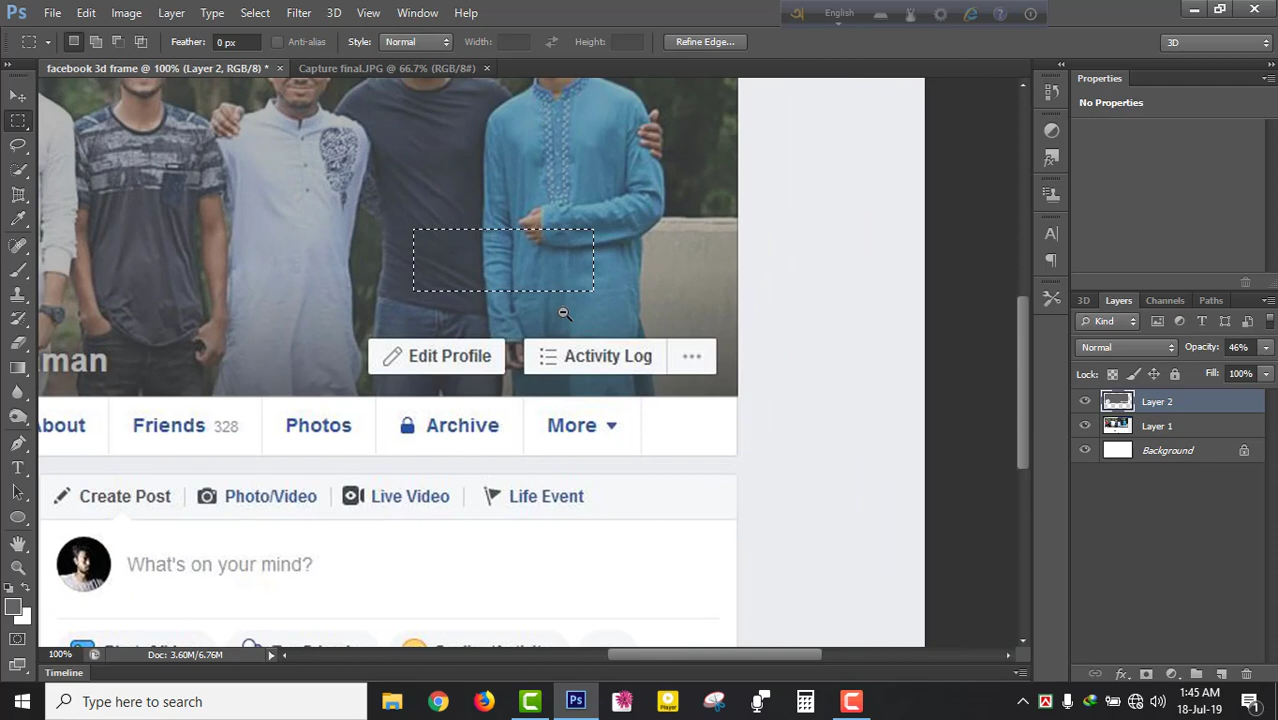 Ps File Edit Image Layer Type Select Filter 3D View Window Help
English
Feather: 0 px Anti-alias Style: Normal Width: Height: Refine Edge... 3D
facebook 3d frame @ 100% (Layer 2, RGB/8) * × Capture final.JPG @ 66.7% (RGB/8#) ×
Properties
No Properties
man
Edit Profile Activity Log
About Friends 328 Photos Archive More
Create Post Photo/Video Live Video Life Event
What's on your mind?
3D Layers Channels Paths
Kind
Normal Opacity: 46%
Lock: Fill: 100%
Layer 2
Layer 1
Background
100% Doc: 3.60M/6.76M
Timeline
Type here to search
Ps
Player
1:45 AM
18-Jul-19